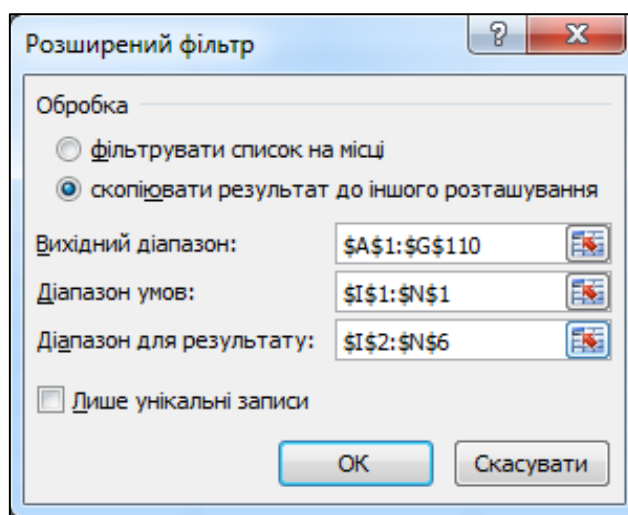 Розширений фільтр
Обробка
фільтрувати список на місці
скопіювати результат до іншого розташування
Вихідний діапазон: $A$1:$G$110
Діапазон умов: $I$1:$N$1
Діапазон для результату: $I$2:$N$6
Лише унікальні записи
ОК Скасувати